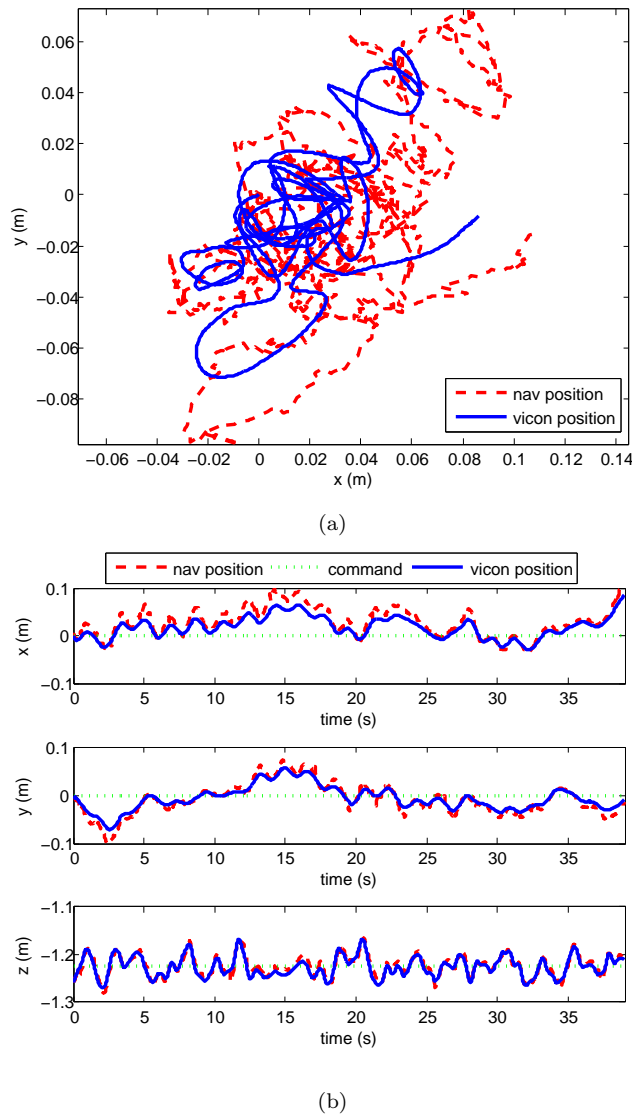 0.06
0.04
0.02
0
−0.02
−0.04
−0.06
−0.08
y (m)
nav position
vicon position
−0.06 −0.04 −0.02 0 0.02 0.04 0.06 0.08 0.1 0.12 0.14
x (m)
(a)
nav position command vicon position
0.1
0
−0.1
x (m)
0 5 10 15 20 25 30 35
time (s)
0.1
0
−0.1
y (m)
0 5 10 15 20 25 30 35
time (s)
−1.1
−1.2
−1.3
z (m)
0 5 10 15 20 25 30 35
time (s)
(b)